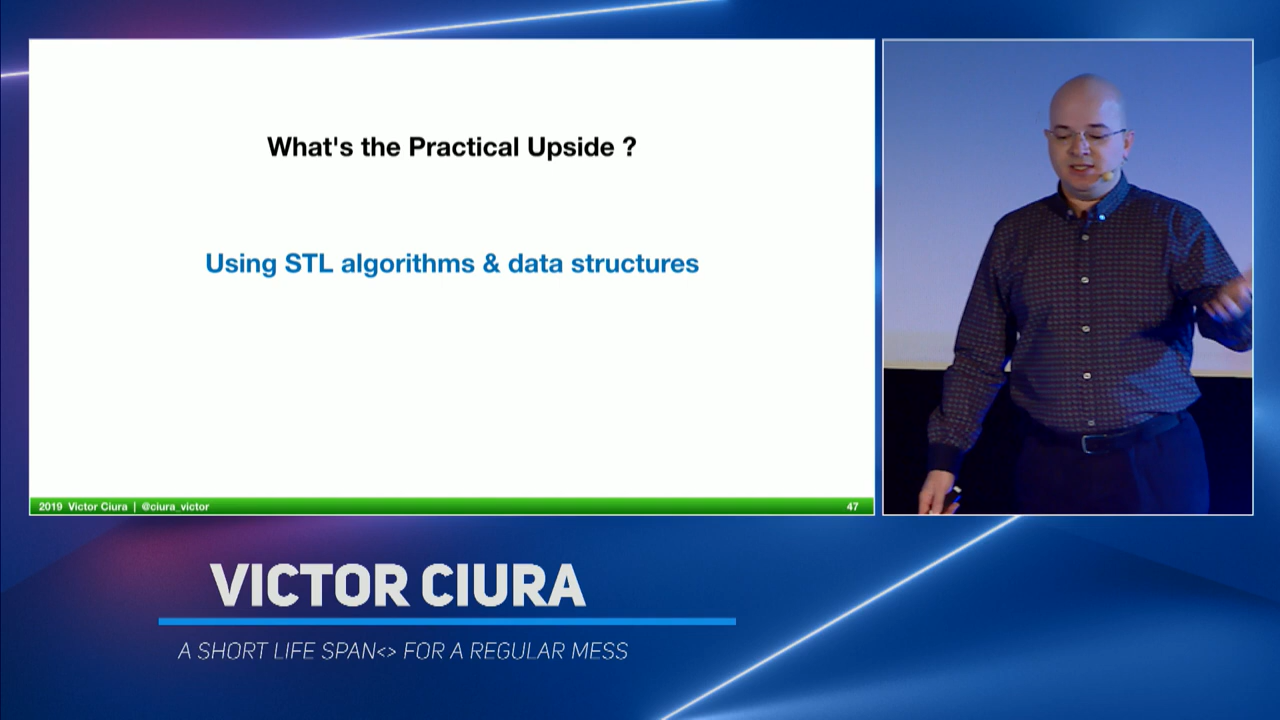 What's the Practical Upside ?
Using STL algorithms & data structures
2019 Victor Ciura | @ciura_victor
47
VICTOR CIURA
A SHORT LIFE SPAN<> FOR A REGULAR MESS